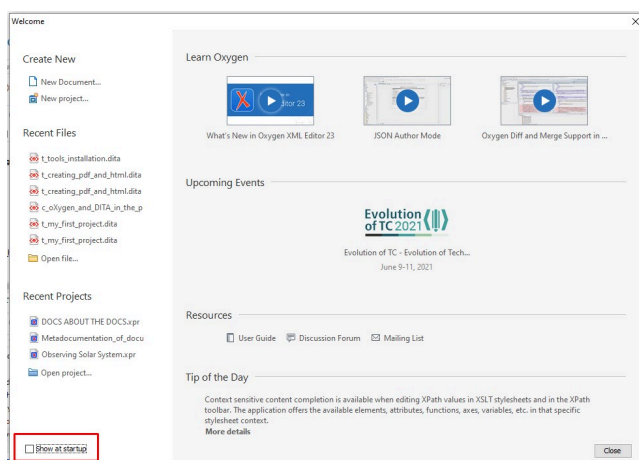 Welcome
Create New
New Document...
New project...
Recent Files
t_tools_installation.dita
t_creating_pdf_and_html.dita
t_creating_pdf_and_html.dita
c_oXygen_and_DITA_in_the_p
t_my_first_project.dita
t_my_first_project.dita
Open file...
Recent Projects
DOCS ABOUT THE DOCS.xpr
Metadocumentation_of_docu
Observing Solar System.xpr
Open project...
Show at startup
Learn Oxygen
Editor 23
What's New in Oxygen XML Editor 23
JSON Author Mode
Oxygen Diff and Merge Support in ...
Upcoming Events
Evolution
of TC 2021
Evolution of TC - Evolution of Tech...
June 9-11, 2021
Resources
User Guide Discussion Forum Mailing List
Tip of the Day
Context sensitive content completion is available when editing XPath values in XSLT stylesheets and in the XPath
toolbar. The application offers the available elements, attributes, functions, axes, variables, etc. in that specific
stylesheet context.
More details
Close